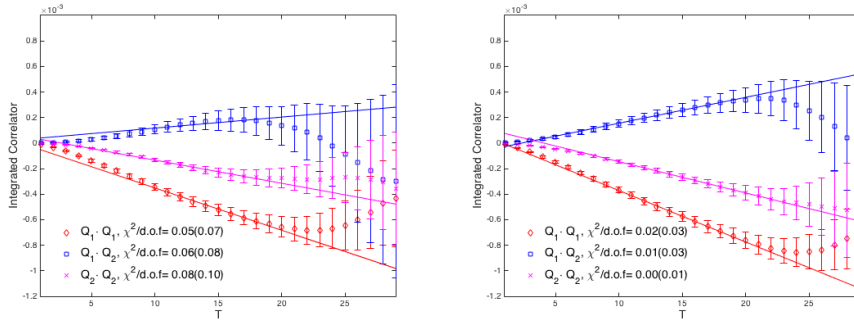 ×10⁻³
1
0.8
0.6
0.4
0.2
0
-0.2
-0.4
-0.6
-0.8
-1
-1.2
Integrated Correlator
Q₁· Q₁, χ²/d.o.f= 0.05(0.07)
Q₁· Q₂, χ²/d.o.f= 0.06(0.08)
Q₂· Q₂, χ²/d.o.f= 0.08(0.10)
5 10 15 20 25
T
×10⁻³
1
0.8
0.6
0.4
0.2
0
-0.2
-0.4
-0.6
-0.8
-1
-1.2
Integrated Correlator
Q₁· Q₁, χ²/d.o.f= 0.02(0.03)
Q₁· Q₂, χ²/d.o.f= 0.01(0.03)
Q₂· Q₂, χ²/d.o.f= 0.00(0.01)
5 10 15 20 25
T